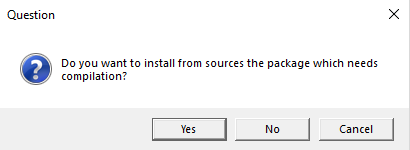 Question
Do you want to install from sources the package which needs
compilation?
Yes No Cancel